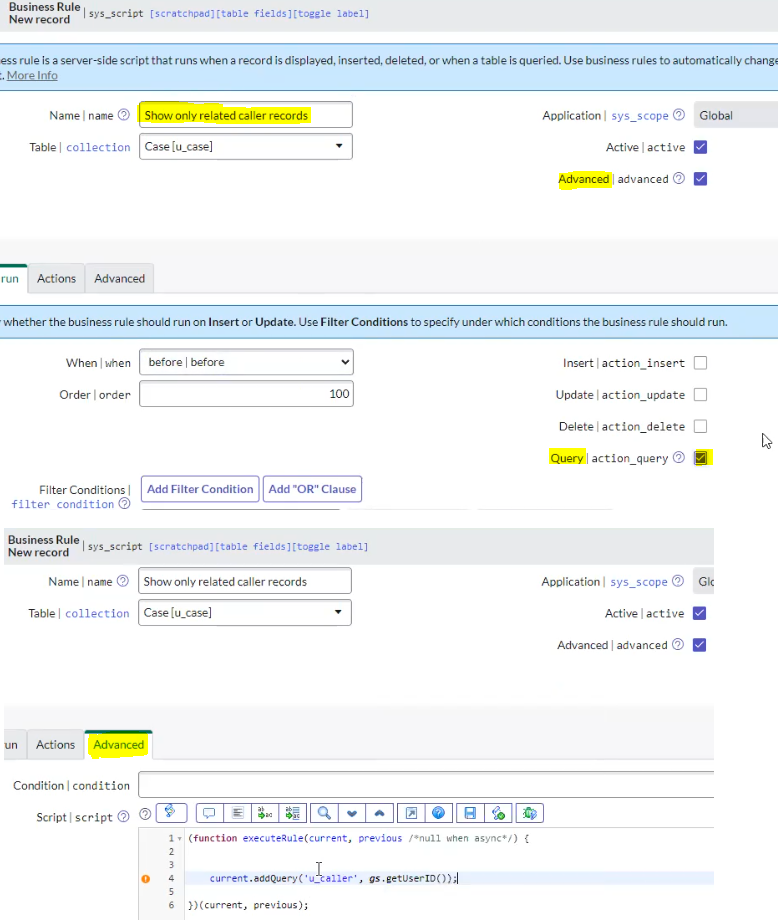 Business Rule
New record | sys_script [scratchpad][table fields][toggle label]
ess rule is a server-side script that runs when a record is displayed, inserted, deleted, or when a table is queried. Use business rules to automatically change
. More Info
Name | name Show only related caller records Application | sys_scope Global
Table | collection Case [u_case] Active | active
Advanced | advanced
run Actions Advanced
whether the business rule should run on Insert or Update. Use Filter Conditions to specify under which conditions the business rule should run.
When | when before | before Insert | action_insert
Order | order 100 Update | action_update
Delete | action_delete
Query | action_query
Filter Conditions | Add Filter Condition Add "OR" Clause
filter condition
Business Rule
New record | sys_script [scratchpad][table fields][toggle label]
Name | name Show only related caller records Application | sys_scope Glo
Table | collection Case [u_case] Active | active
Advanced | advanced
un Actions Advanced
Condition | condition
Script | script
1 (function executeRule(current, previous /*null when async*/) {
2
3
4 current.addQuery('u_caller', gs.getUserID());
5
6 })(current, previous);